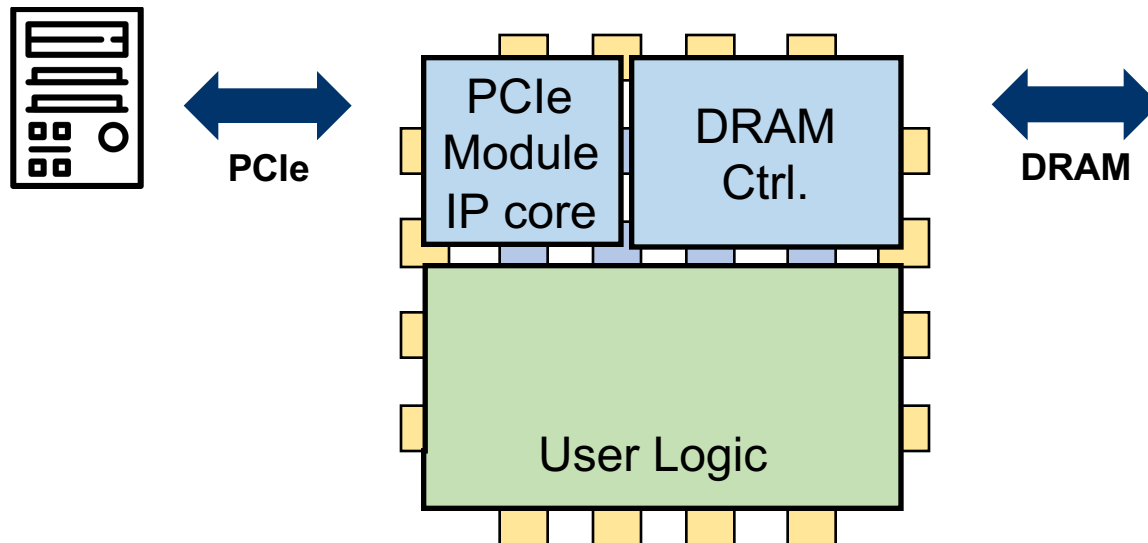 PCIe
PCIe
Module
IP core
DRAM
Ctrl.
DRAM
User Logic